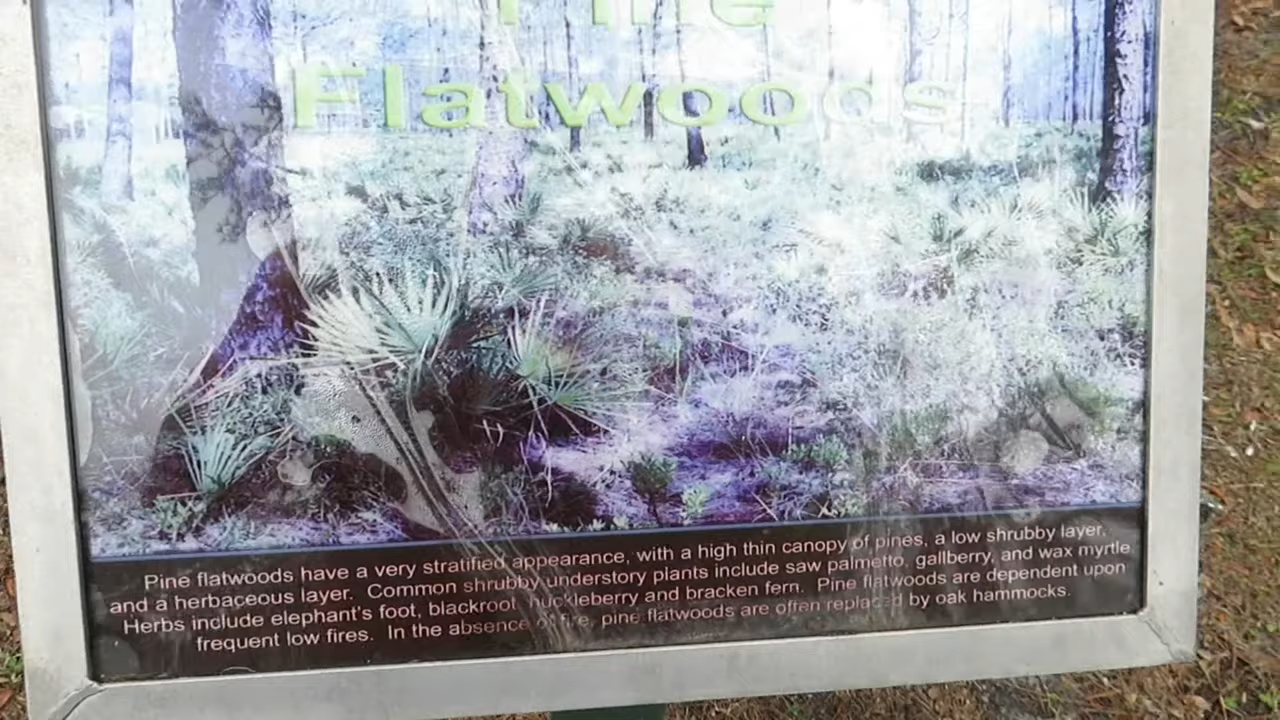 Pine
Flatwoods
Pine flatwoods have a very stratified appearance, with a high thin canopy of pines, a low shrubby layer,
and a herbaceous layer. Common shrubby understory plants include saw palmetto, gallberry, and wax myrtle.
Herbs include elephant's foot, blackroot, huckleberry and bracken fern. Pine flatwoods are dependent upon
frequent low fires. In the absence of fire, pine flatwoods are often replaced by oak hammocks.